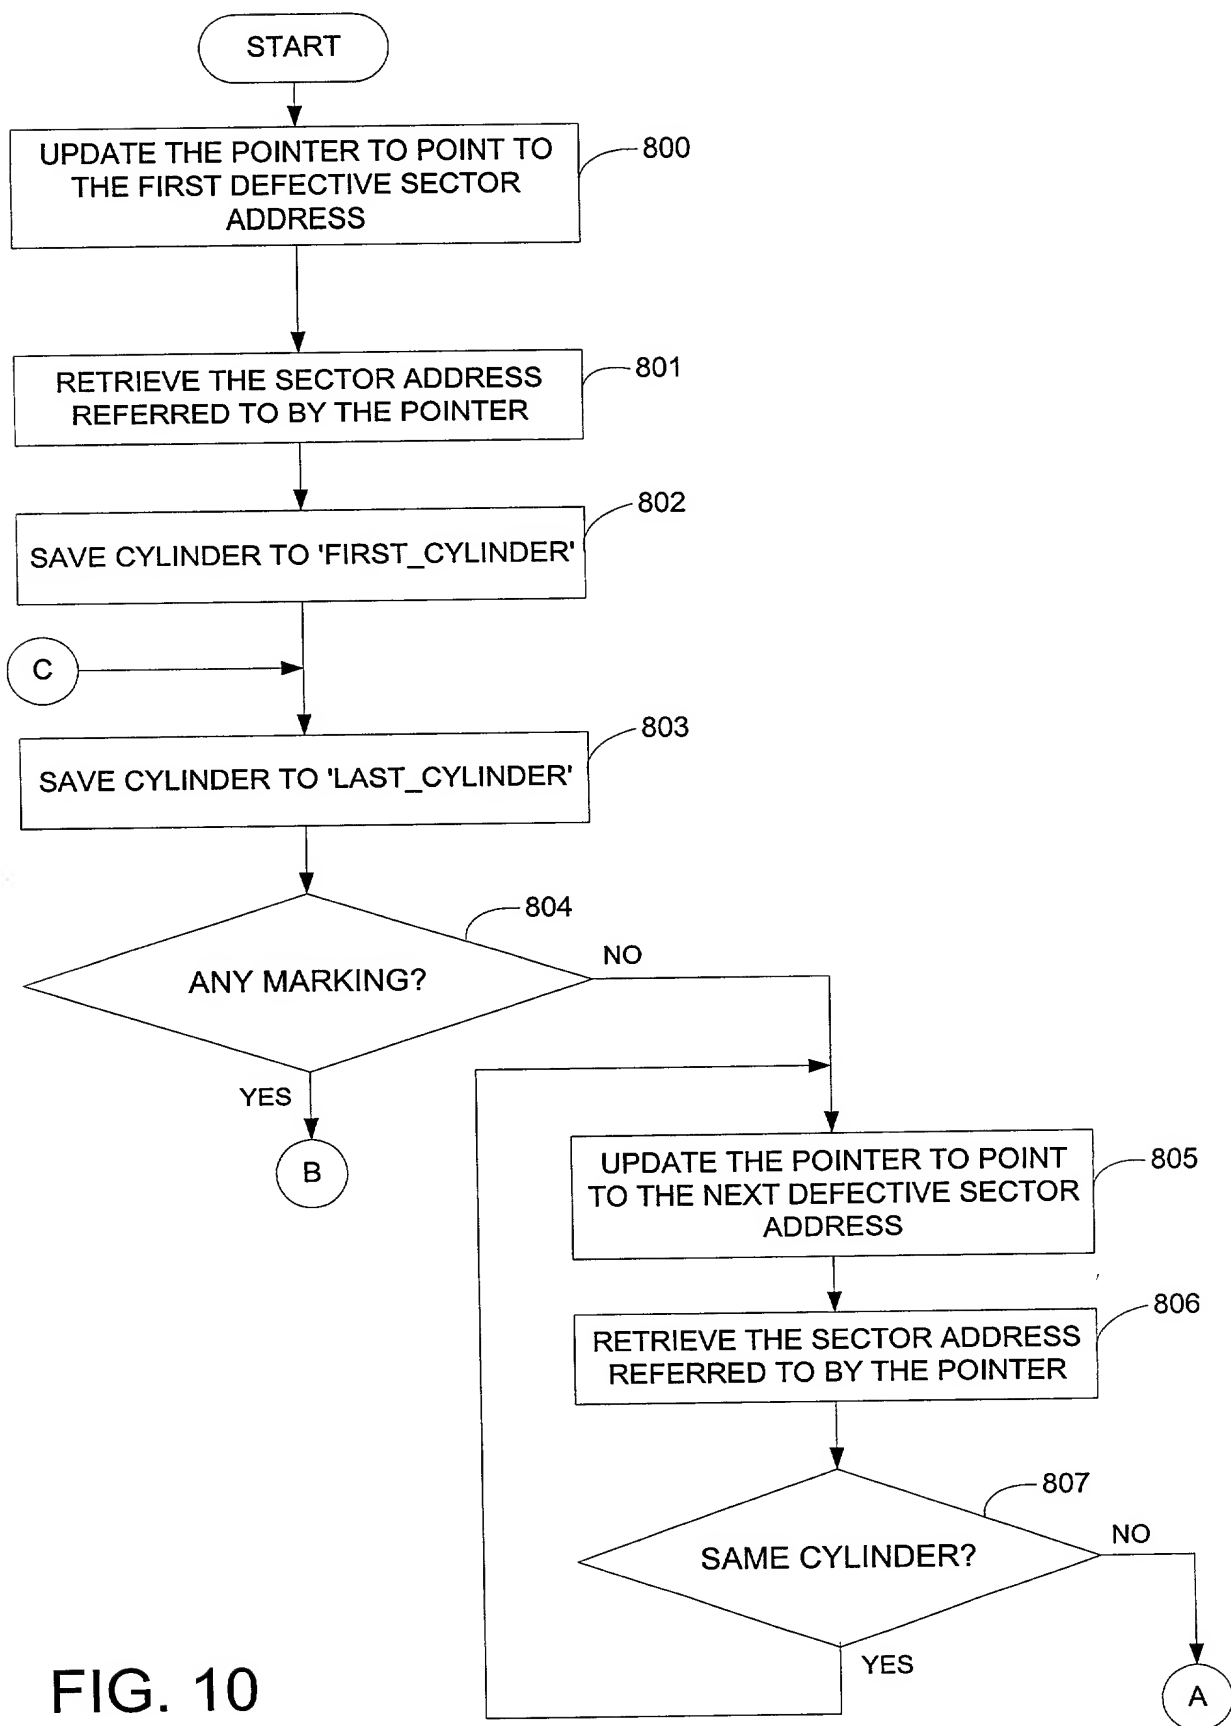 START
UPDATE THE POINTER TO POINT TO
THE FIRST DEFECTIVE SECTOR
ADDRESS
800
RETRIEVE THE SECTOR ADDRESS
REFERRED TO BY THE POINTER
801
SAVE CYLINDER TO 'FIRST_CYLINDER'
802
C
SAVE CYLINDER TO 'LAST_CYLINDER'
803
ANY MARKING?
804
NO
YES
B
UPDATE THE POINTER TO POINT
TO THE NEXT DEFECTIVE SECTOR
ADDRESS
805
RETRIEVE THE SECTOR ADDRESS
REFERRED TO BY THE POINTER
806
SAME CYLINDER?
807
NO
YES
A
FIG. 10